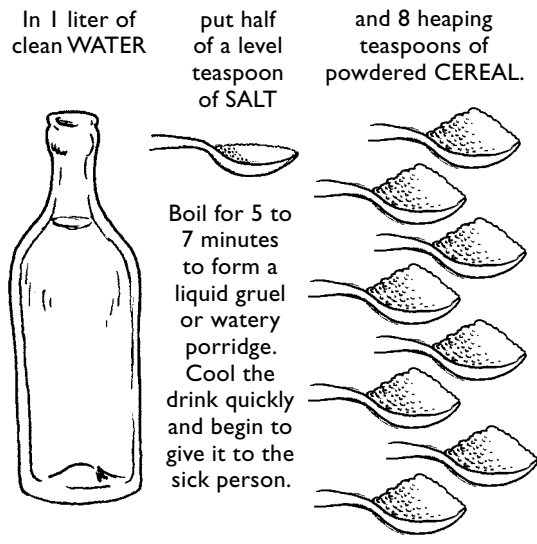 In 1 liter of
clean WATER
put half
of a level
teaspoon
of SALT
and 8 heaping
teaspoons of
powdered CEREAL.
Boil for 5 to
7 minutes
to form a
liquid gruel
or watery
porridge.
Cool the
drink quickly
and begin to
give it to the
sick person.